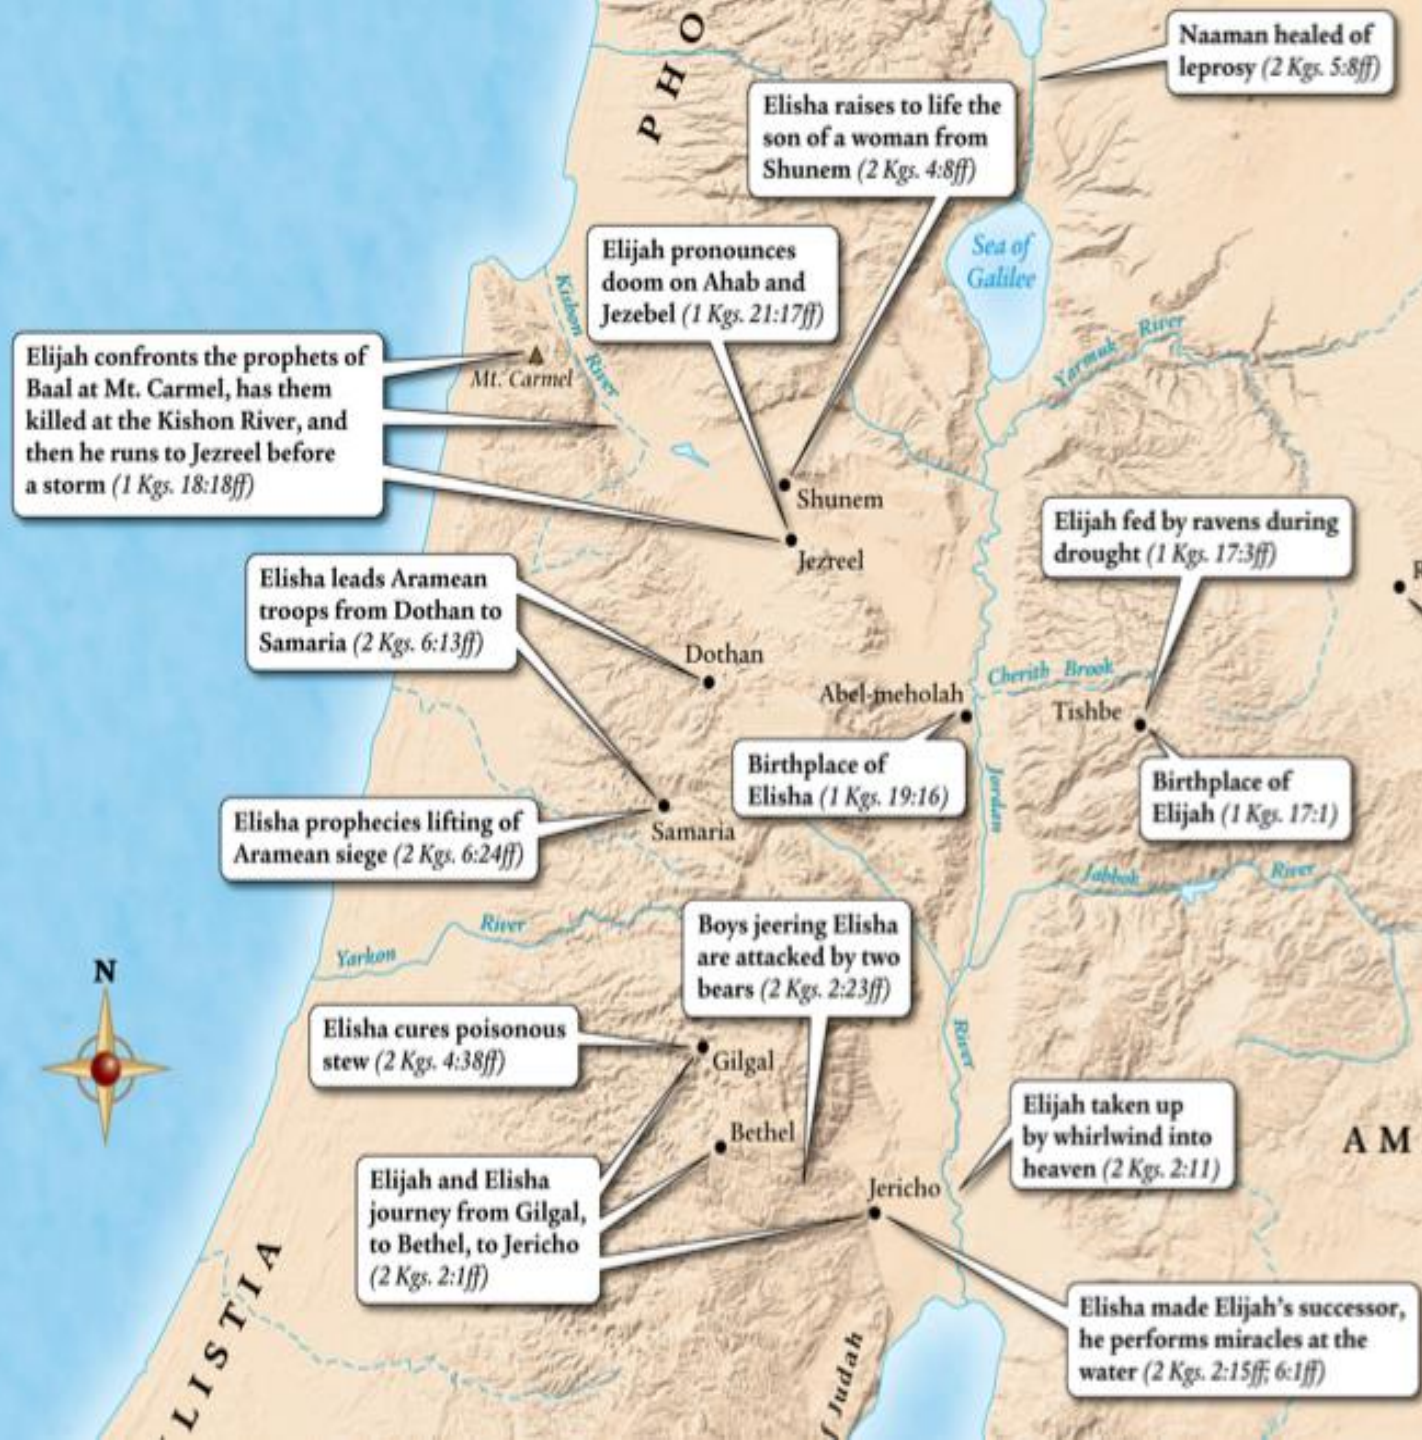 Naaman healed of
leprosy (2 Kgs. 5:8ff)
PHO
Elisha raises to life the
son of a woman from
Shunem (2 Kgs. 4:8ff)
Elijah pronounces
doom on Ahab and
Jezebel (1 Kgs. 21:17ff)
Sea of
Galilee
Kishon River
Yarmuk River
Elijah confronts the prophets of
Baal at Mt. Carmel, has them
killed at the Kishon River, and
then he runs to Jezreel before
a storm (1 Kgs. 18:18ff)
Mt. Carmel
Shunem
Jezreel
Elijah fed by ravens during
drought (1 Kgs. 17:3ff)
Elisha leads Aramean
troops from Dothan to
Samaria (2 Kgs. 6:13ff)
Dothan
Cherith Brook
Abel-meholah
Tishbe
Birthplace of
Elisha (1 Kgs. 19:16)
Birthplace of
Elijah (1 Kgs. 17:1)
Jordan River
Elisha prophecies lifting of
Aramean siege (2 Kgs. 6:24ff)
Samaria
Jabbok River
Yarkon River
Boys jeering Elisha
are attacked by two
bears (2 Kgs. 2:23ff)
N
Elisha cures poisonous
stew (2 Kgs. 4:38ff)
Gilgal
Bethel
Elijah taken up
by whirlwind into
heaven (2 Kgs. 2:11)
AM
Elijah and Elisha
journey from Gilgal,
to Bethel, to Jericho
(2 Kgs. 2:1ff)
Jericho
LISTIA
Elisha made Elijah's successor,
he performs miracles at the
water (2 Kgs. 2:15ff; 6:1ff)
f Judah